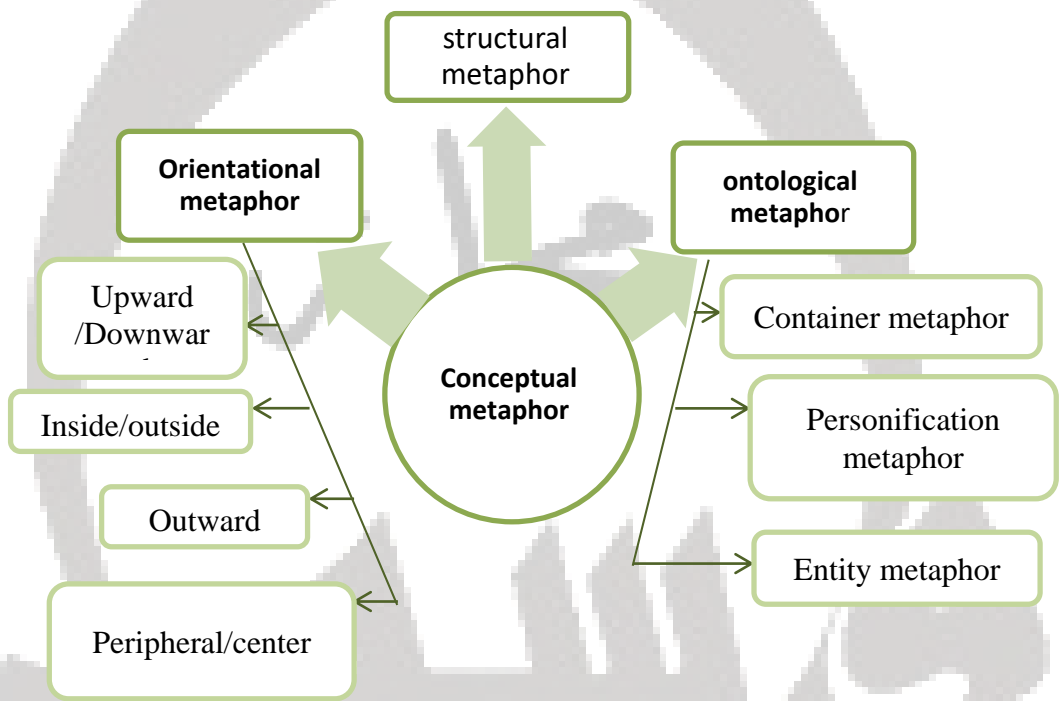 structural
metaphor
Orientational
metaphor
ontological
metaphor
Upward
/Downwar
Inside/outside
Outward
Peripheral/center
Conceptual
metaphor
Container metaphor
Personification
metaphor
Entity metaphor